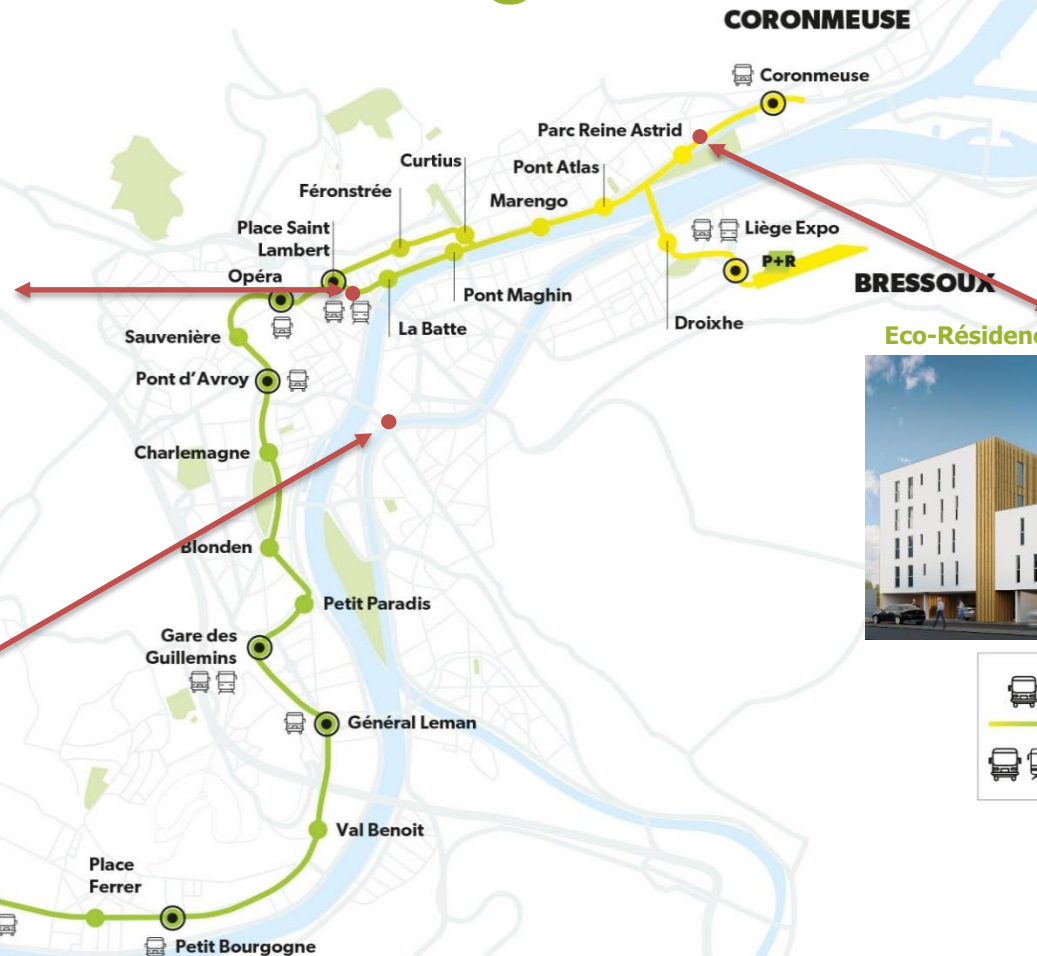 CORONMEUSE
Coronmeuse
Parc Reine Astrid
Curtius
Pont Atlas
Féronstrée
Marengo
Place Saint
Lambert
Liège Expo
P+R
Opéra
BRESSOUX
Pont Maghin
Droixhe
La Batte
Sauvenière
Eco-Résidenc
Pont d'Avroy
Charlemagne
Blonden
Petit Paradis
Gare des
Guillemins
Général Leman
Val Benoit
Place
Ferrer
Petit Bourgogne